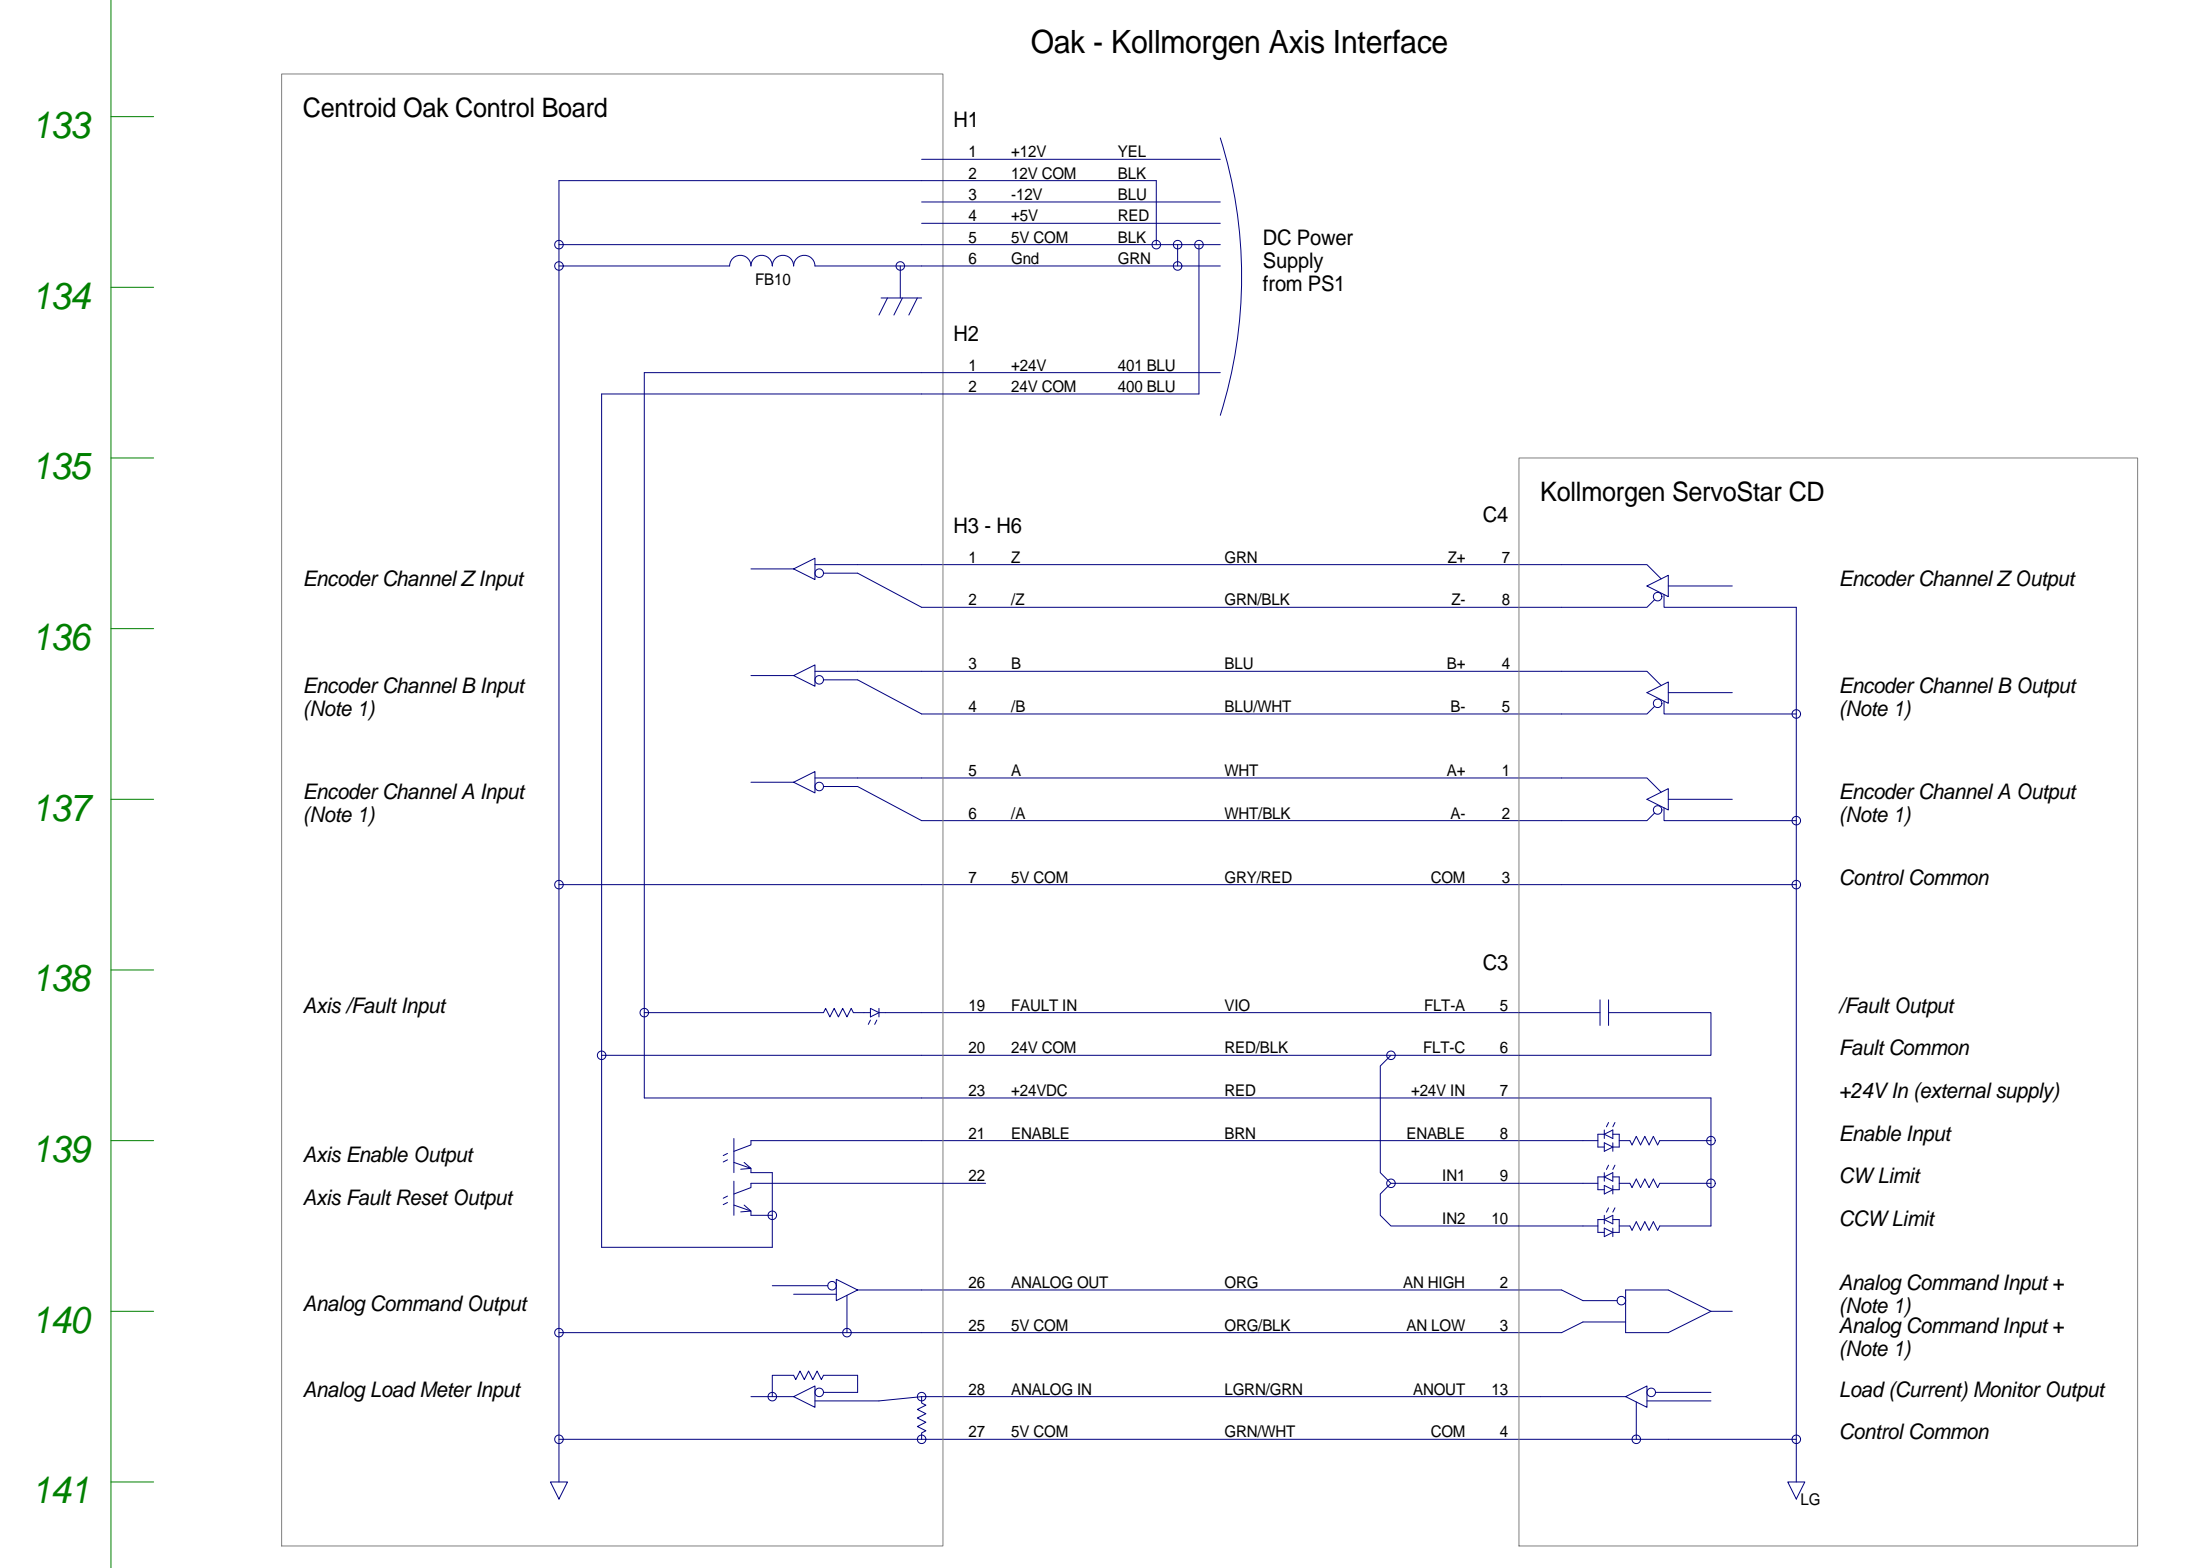 Oak - Kollmorgen Axis Interface
133
134
135
136
137
138
139
140
141
Centroid Oak Control Board
H1
1 +12V YEL
2 12V COM BLK
3 -12V BLU
4 +5V RED
5 5V COM BLK
6 Gnd GRN
FB10
DC Power
Supply
from PS1
H2
1 +24V 401 BLU
2 24V COM 400 BLU
Kollmorgen ServoStar CD
H3 - H6
C4
1 Z GRN Z+ 7
2 /Z GRN/BLK Z- 8
Encoder Channel Z Input
Encoder Channel Z Output
3 B BLU B+ 4
4 /B BLU/WHT B- 5
Encoder Channel B Input
(Note 1)
Encoder Channel B Output
(Note 1)
5 A WHT A+ 1
6 /A WHT/BLK A- 2
Encoder Channel A Input
(Note 1)
Encoder Channel A Output
(Note 1)
7 5V COM GRY/RED COM 3
Control Common
C3
Axis /Fault Input
19 FAULT IN VIO FLT-A 5
/Fault Output
20 24V COM RED/BLK FLT-C 6
Fault Common
23 +24VDC RED +24V IN 7
+24V In (external supply)
Axis Enable Output
21 ENABLE BRN ENABLE 8
Enable Input
Axis Fault Reset Output
22
IN1 9
CW Limit
IN2 10
CCW Limit
Analog Command Output
26 ANALOG OUT ORG AN HIGH 2
Analog Command Input +
(Note 1)
25 5V COM ORG/BLK AN LOW 3
Analog Command Input +
(Note 1)
Analog Load Meter Input
28 ANALOG IN LGRN/GRN ANOUT 13
Load (Current) Monitor Output
27 5V COM GRN/WHT COM 4
Control Common
LG